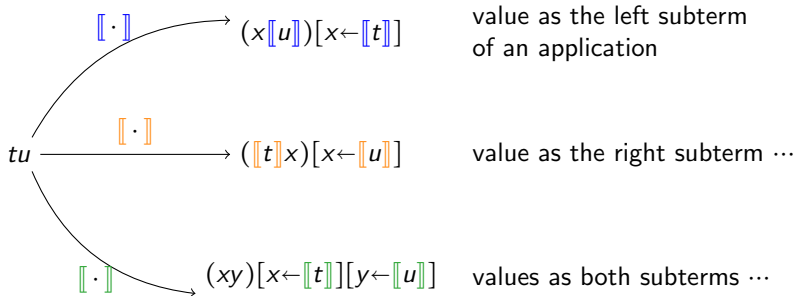 ⟦·⟧
(x⟦u⟧)[x←⟦t⟧]
value as the left subterm
of an application
⟦·⟧
tu
(⟦t⟧x)[x←⟦u⟧]
value as the right subterm ⋯
⟦·⟧
(xy)[x←⟦t⟧][y←⟦u⟧]
values as both subterms ⋯